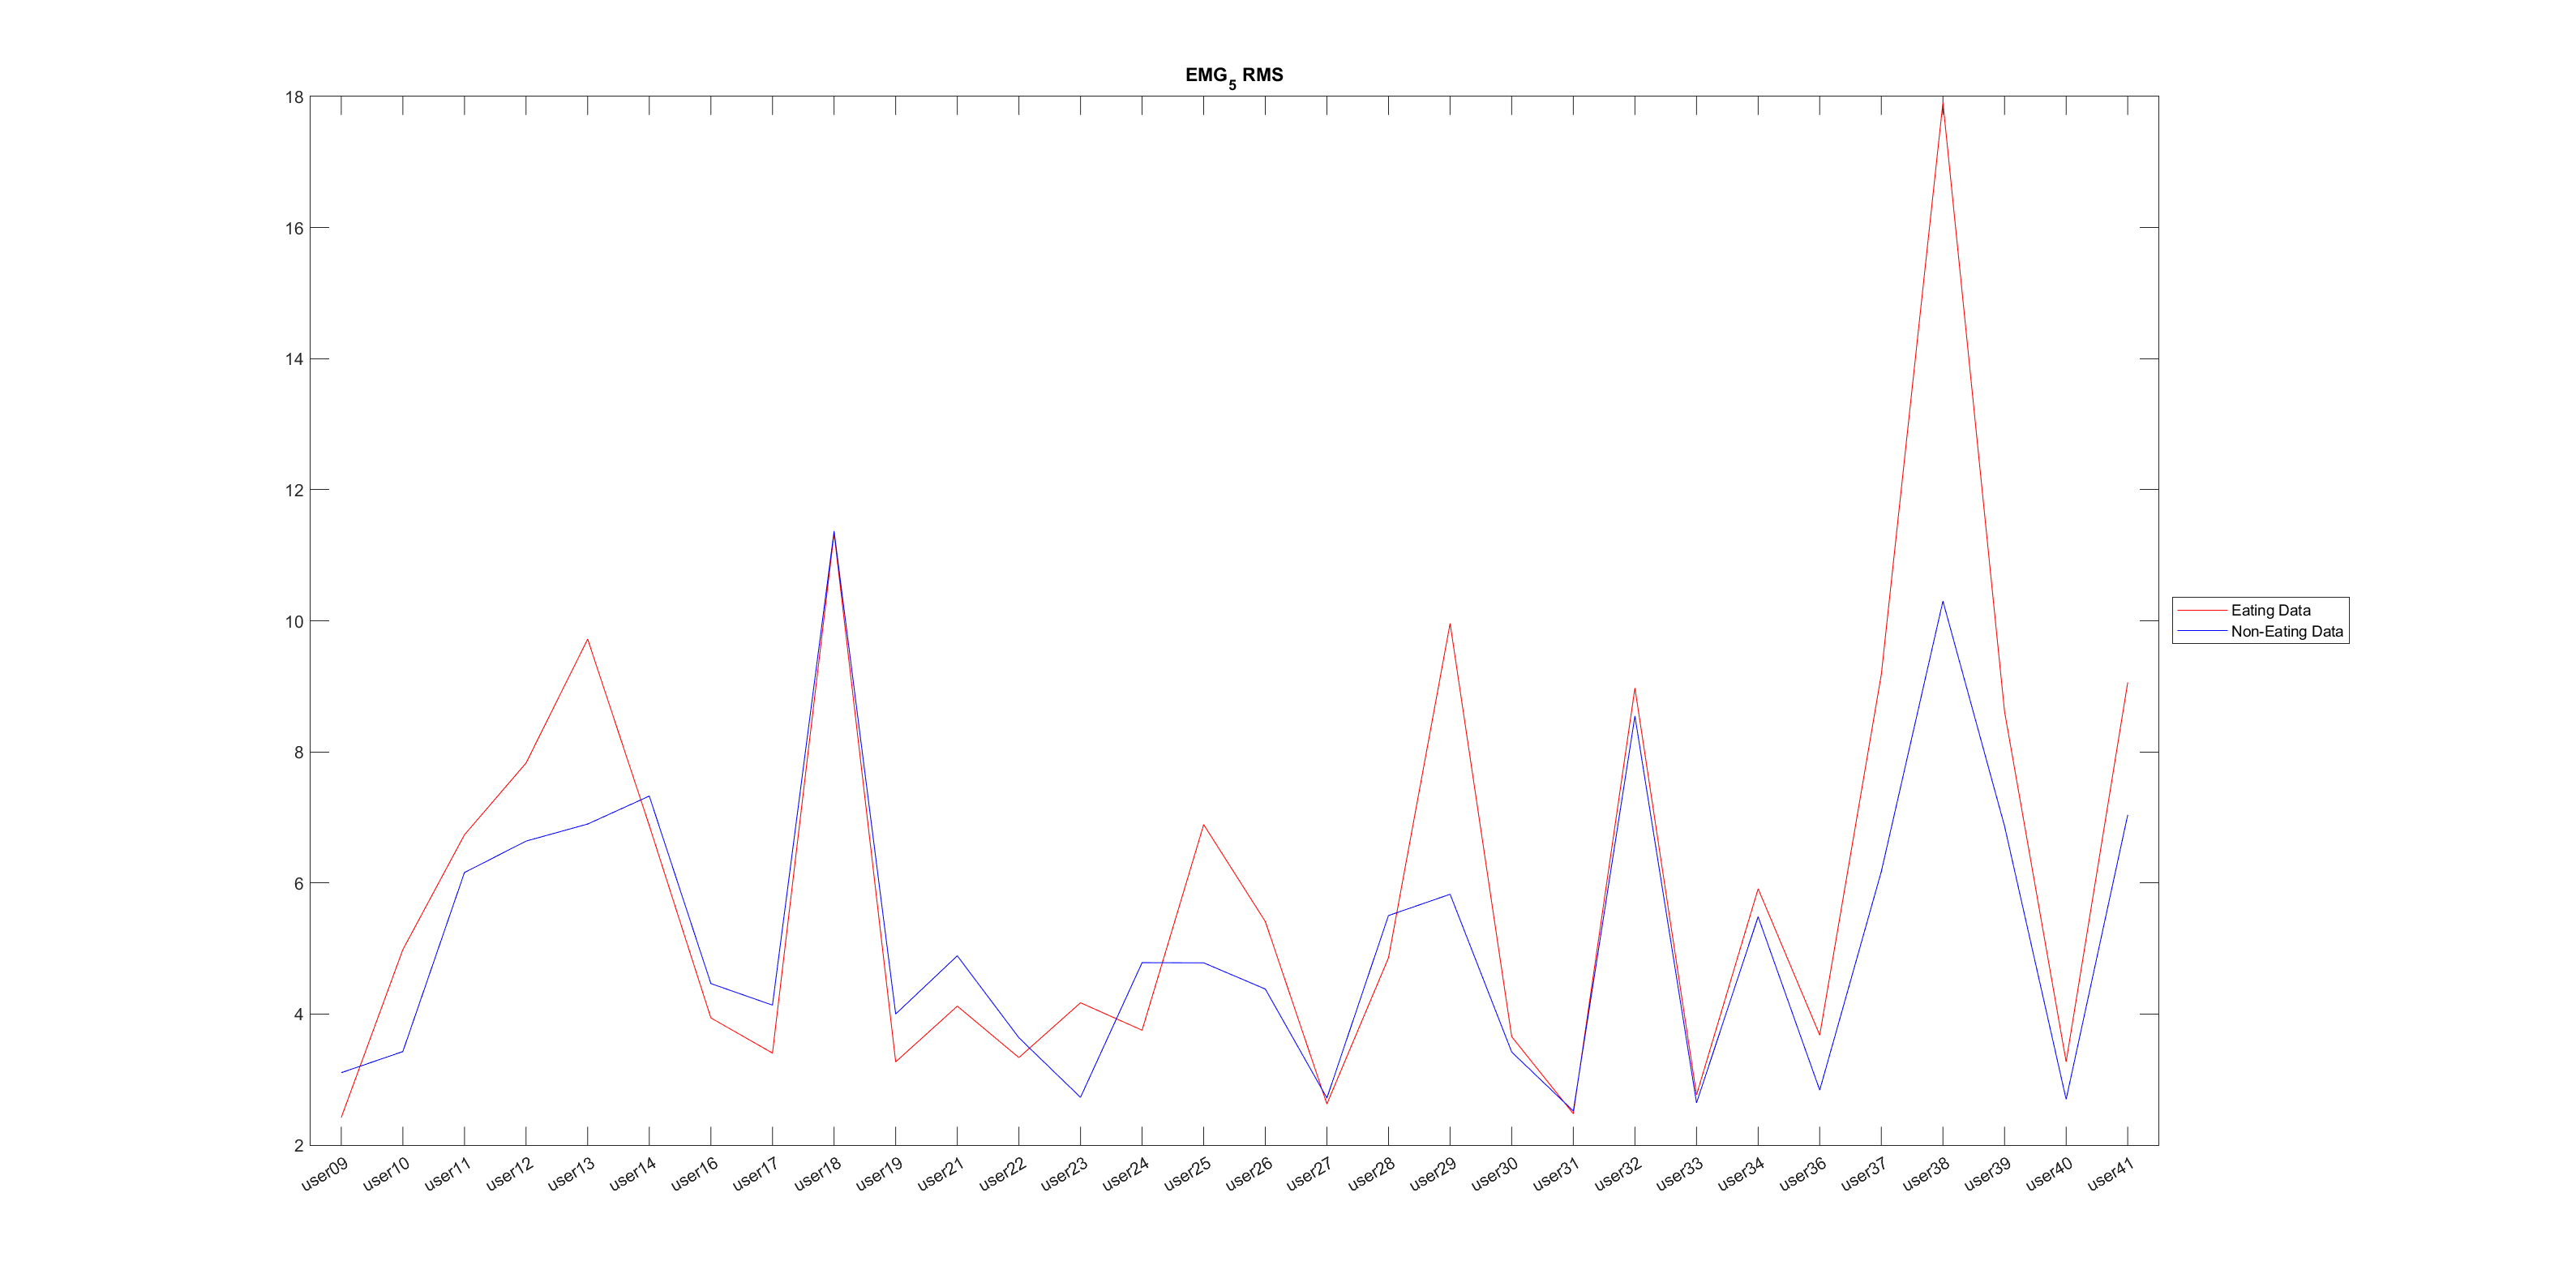 EMG5 RMS
18
16
14
12
10
8
6
4
2
Eating Data
Non-Eating Data
user09 user10 user11 user12 user13 user14 user16 user17 user18 user19 user21 user22 user23 user24 user25 user26 user27 user28 user29 user30 user31 user32 user33 user34 user36 user37 user38 user39 user40 user41